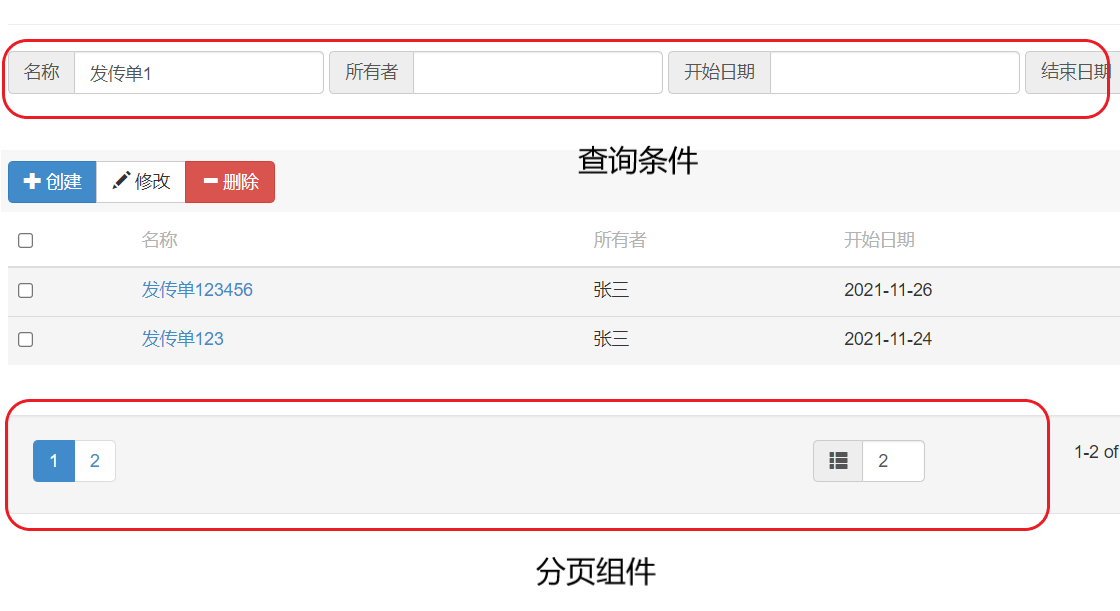 名称 发传单1 所有者 开始日期 结束日期
查询条件
创建 修改 删除
名称 所有者 开始日期
发传单123456 张三 2021-11-26
发传单123 张三 2021-11-24
1 2 2 1-2 of
分页组件